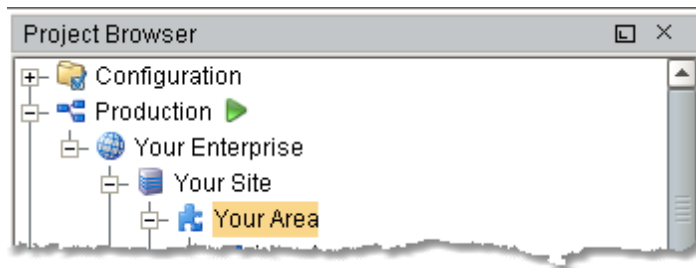 Project Browser
Configuration
Production
Your Enterprise
Your Site
Your Area